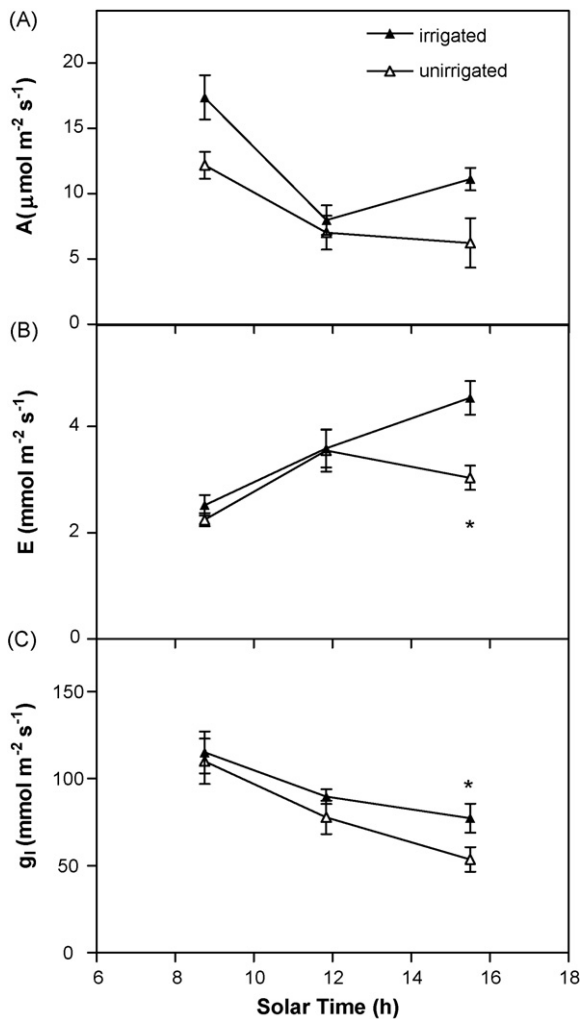 (A)
irrigated
unirrigated
20
15
10
5
0
A(μmol m⁻² s⁻¹)
(B)
4
2
0
E (mmol m⁻² s⁻¹)
*
(C)
150
100
50
0
gₗ (mmol m⁻² s⁻¹)
*
6 8 10 12 14 16 18
Solar Time (h)